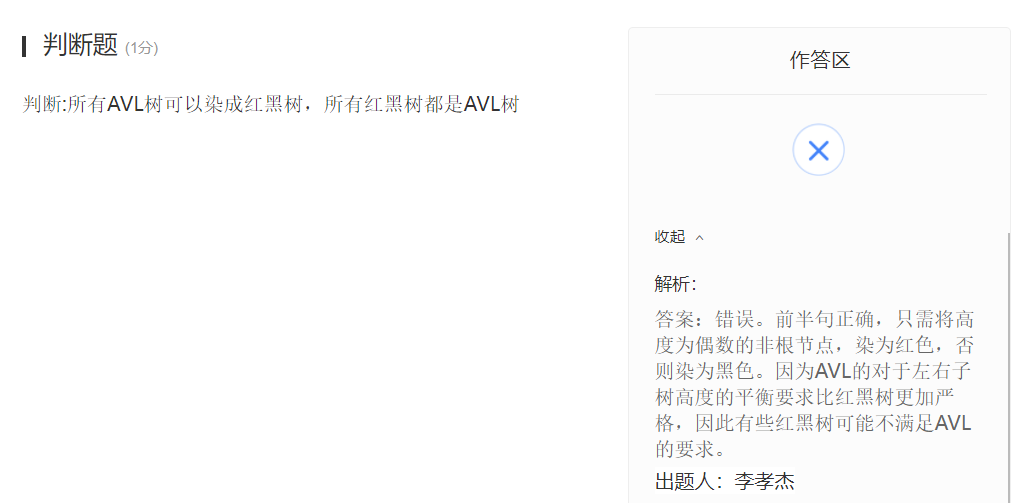 判断题 (1分)
判断:所有AVL树可以染成红黑树，所有红黑树都是AVL树
作答区
收起
解析：
答案：错误。前半句正确，只需将高
度为偶数的非根节点，染为红色，否
则染为黑色。因为AVL的对于左右子
树高度的平衡要求比红黑树更加严
格，因此有些红黑树可能不满足AVL
的要求。
出题人：李孝杰